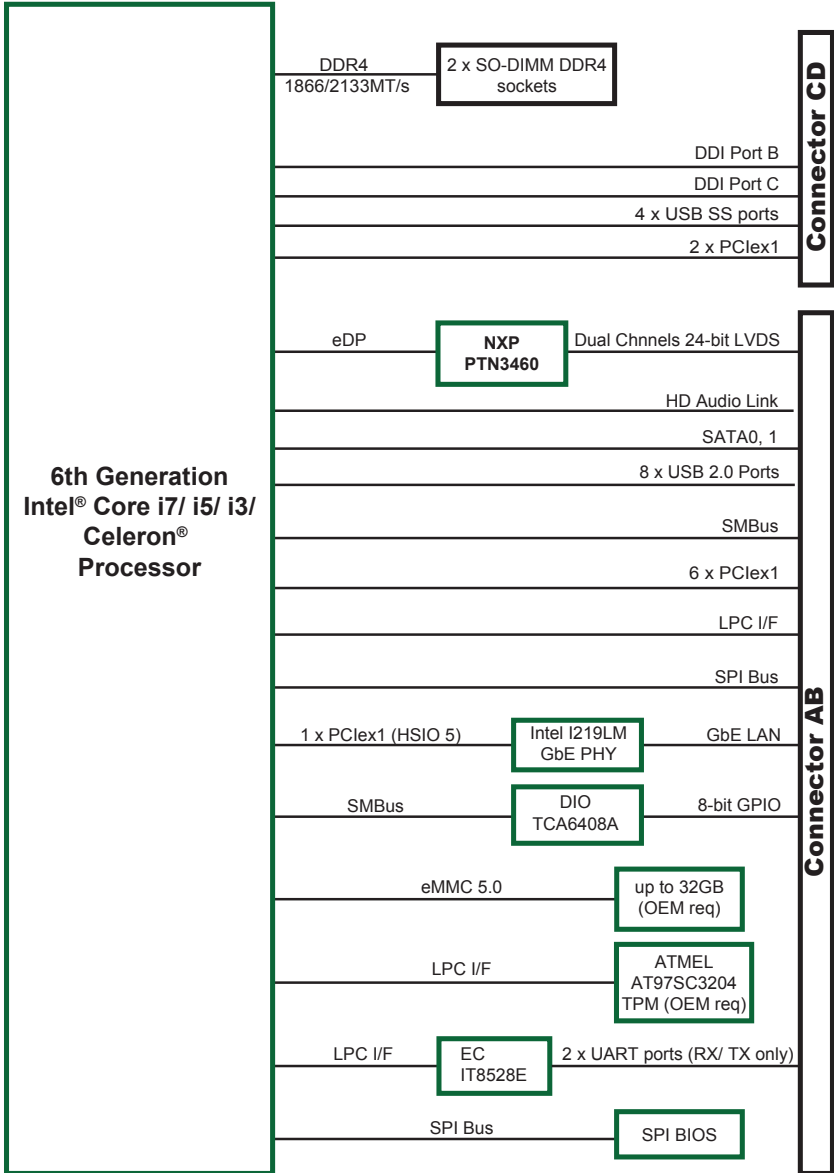 DDR4
1866/2133MT/s
2 x SO-DIMM DDR4
sockets
Connector CD
DDI Port B
DDI Port C
4 x USB SS ports
2 x PCIex1
eDP
NXP
PTN3460
Dual Chnnels 24-bit LVDS
HD Audio Link
SATA0, 1
8 x USB 2.0 Ports
SMBus
6 x PCIex1
LPC I/F
SPI Bus
6th Generation
Intel® Core i7/ i5/ i3/
Celeron®
Processor
Connector AB
1 x PCIex1 (HSIO 5)
Intel I219LM
GbE PHY
GbE LAN
SMBus
DIO
TCA6408A
8-bit GPIO
eMMC 5.0
up to 32GB
(OEM req)
LPC I/F
ATMEL
AT97SC3204
TPM (OEM req)
LPC I/F
EC
IT8528E
2 x UART ports (RX/ TX only)
SPI Bus
SPI BIOS